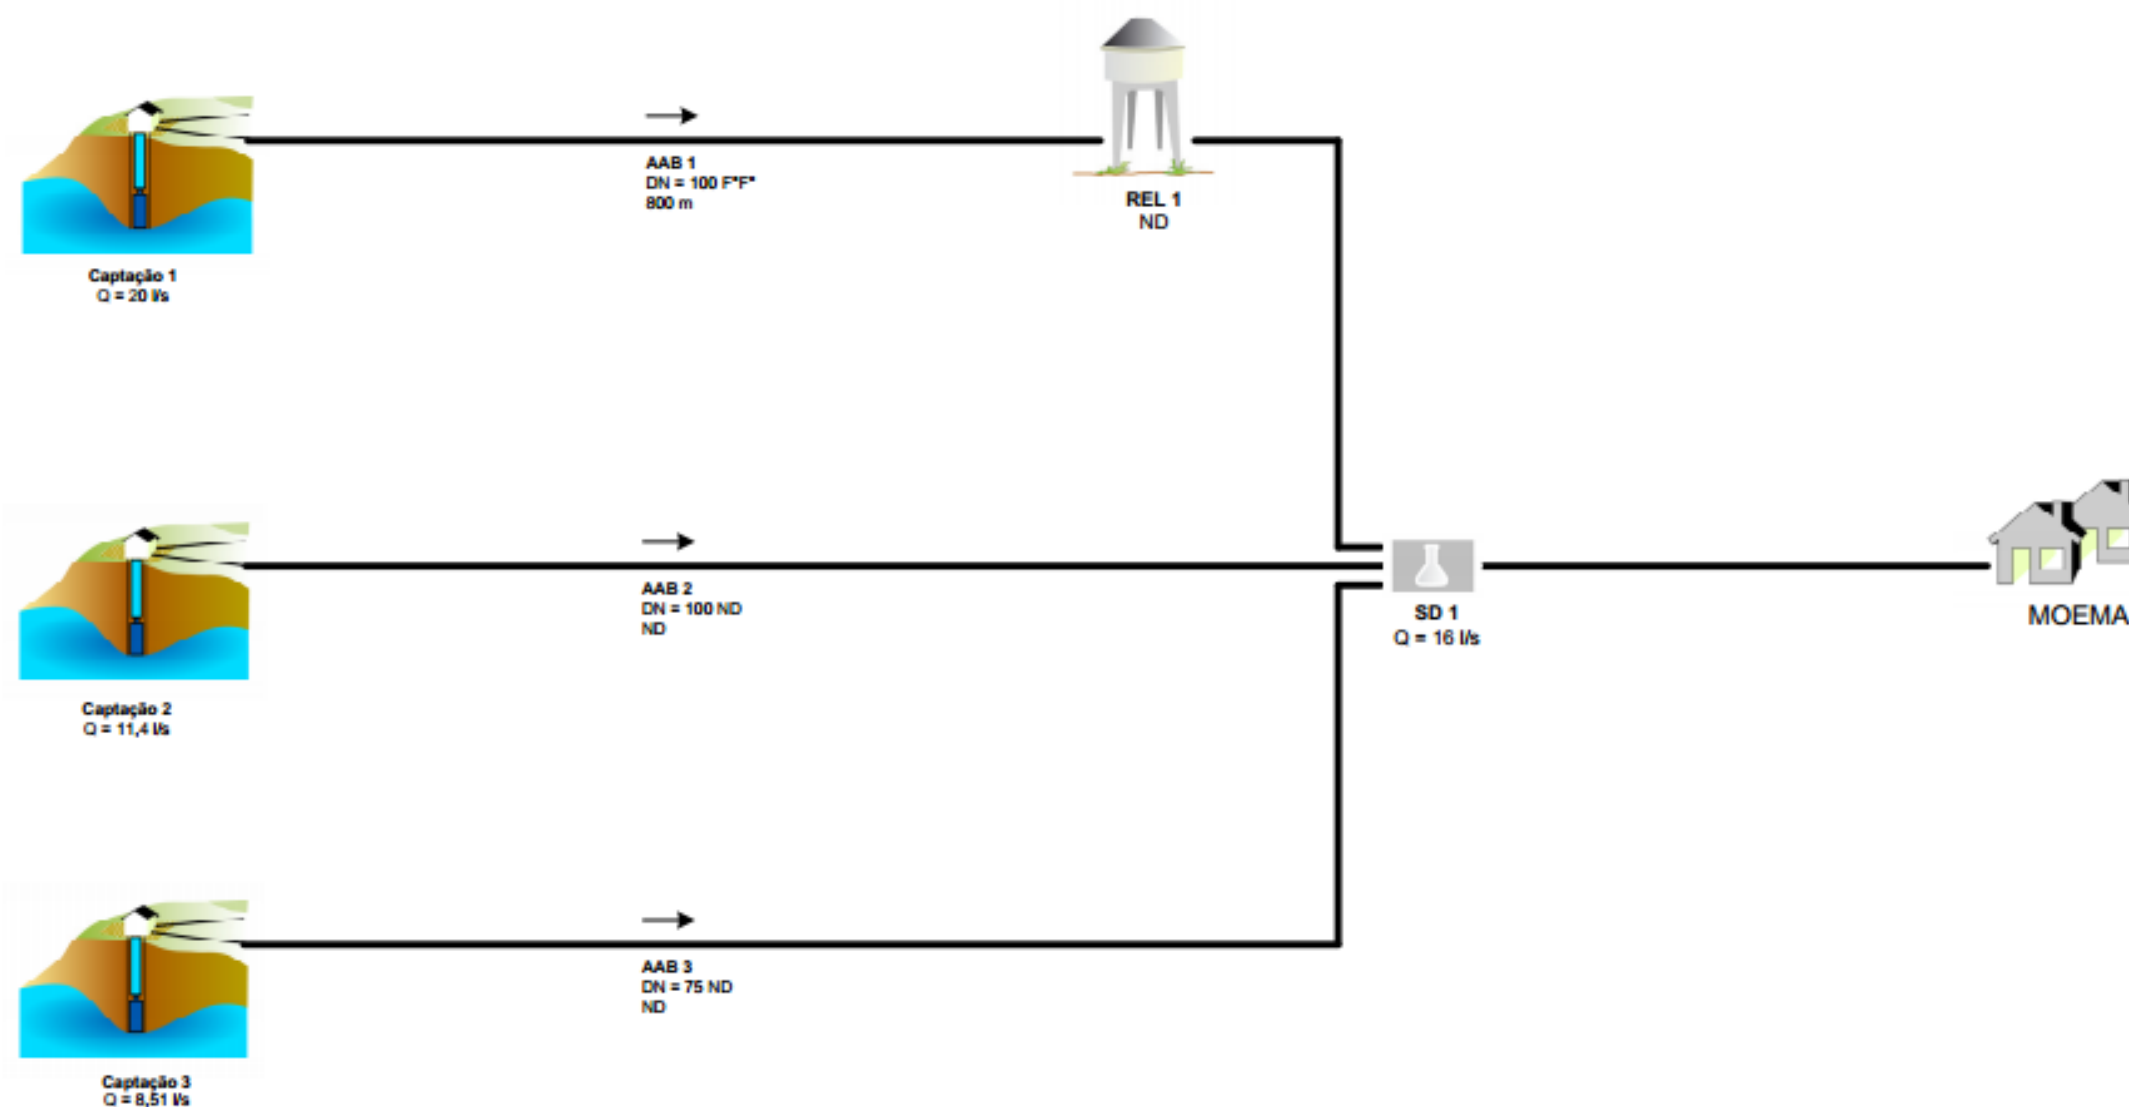 AAB 1
DN = 100 FºFº
800 m
REL 1
ND
Captação 1
Q = 20 l/s
AAB 2
DN = 100 ND
ND
SD 1
Q = 16 l/s
MOEMA
Captação 2
Q = 11,4 l/s
AAB 3
DN = 75 ND
ND
Captação 3
Q = 8,51 l/s